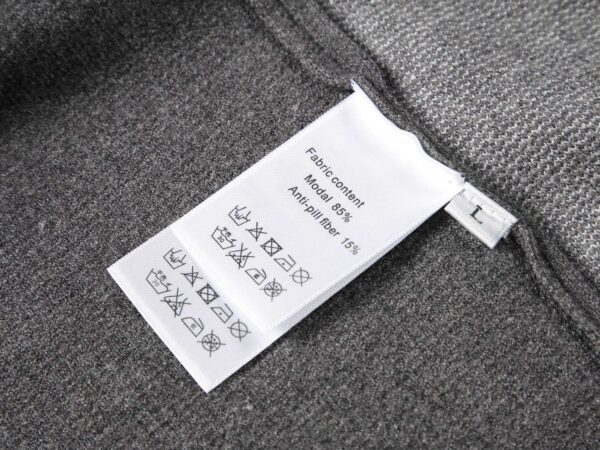 Fabric content
Modal 85%
Anti-pill fiber 15%
L